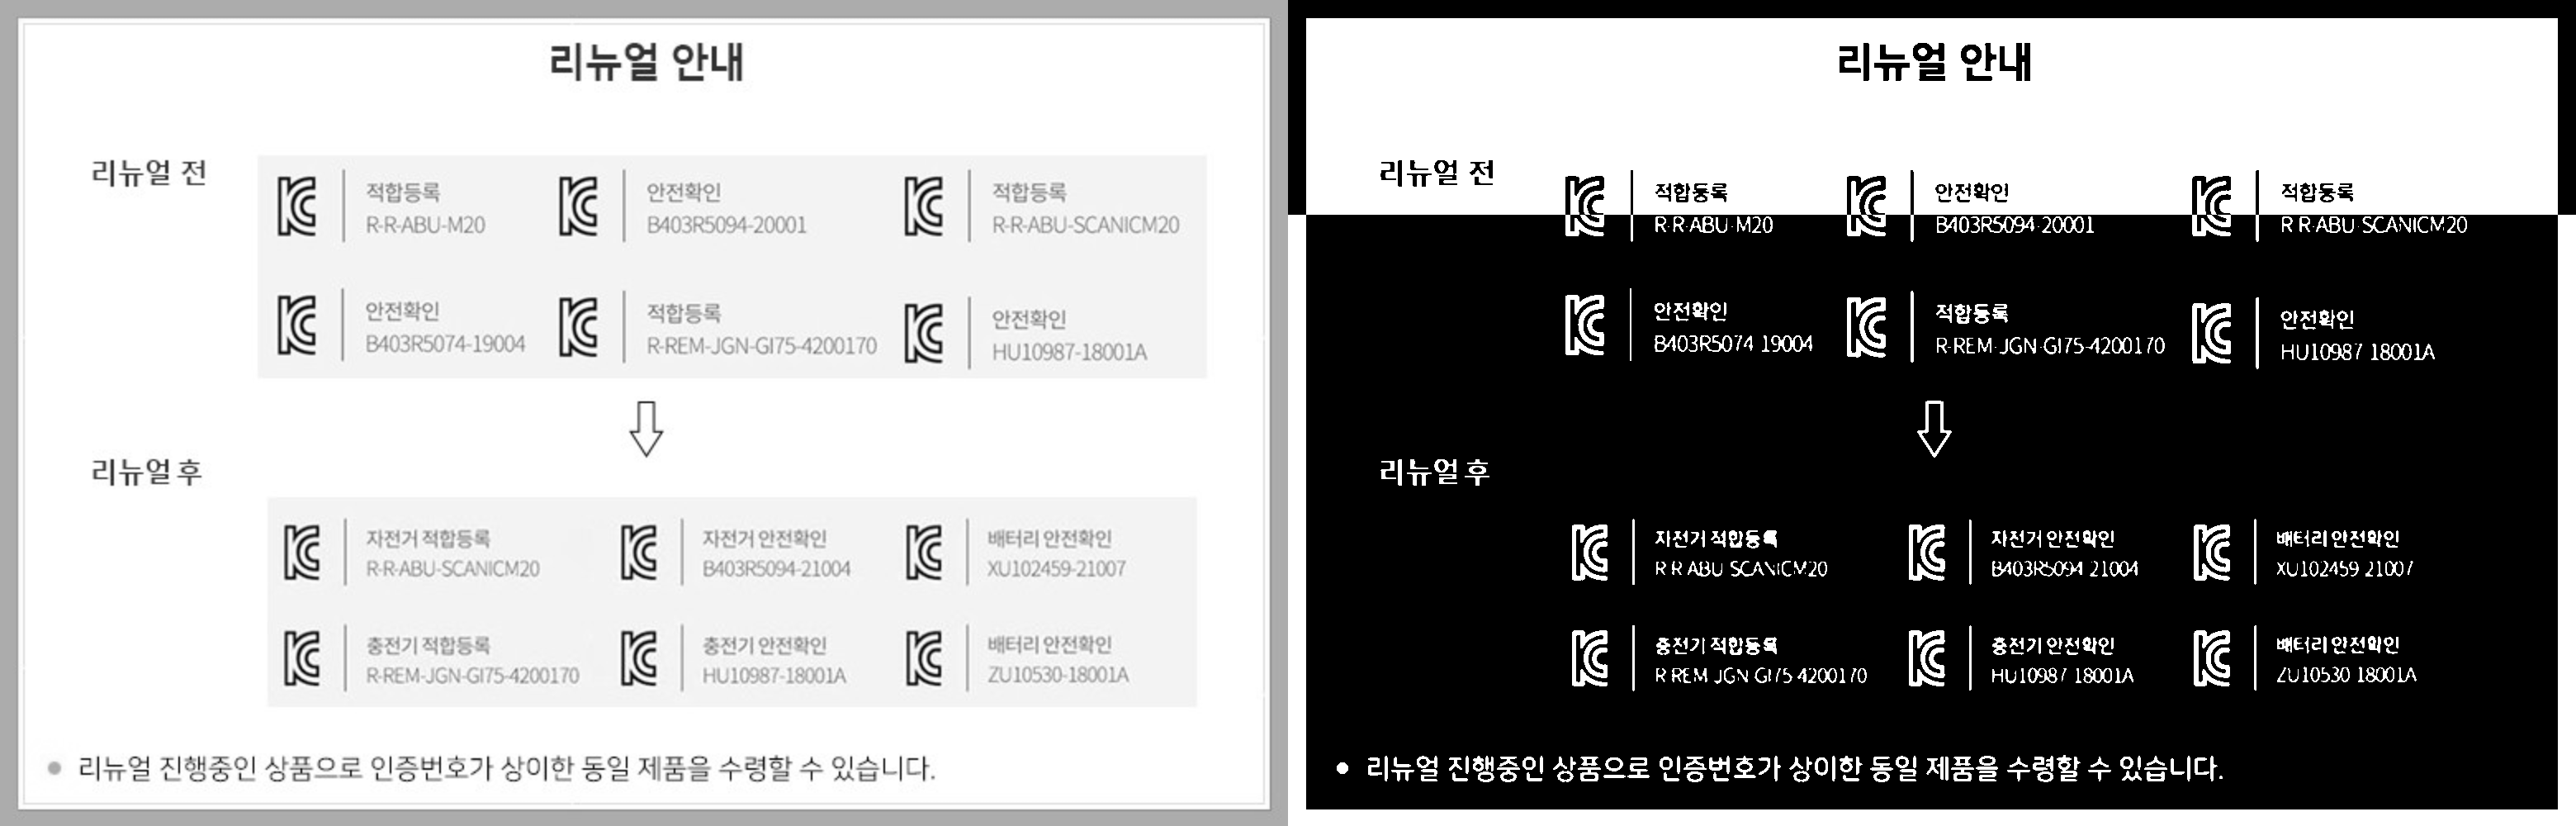 리뉴얼 안내
리뉴얼 전
적합등록
R-R-ABU-M20
안전확인
B403R5094-20001
적합등록
R-R-ABU-SCANICM20
안전확인
B403R5074-19004
적합등록
R-REM-JGN-GI75-4200170
안전확인
HU10987-18001A
리뉴얼 후
자전거 적합등록
R-R-ABU-SCANICM20
자전거 안전확인
B403R5094-21004
배터리 안전확인
XU102459-21007
충전기 적합등록
R-REM-JGN-GI75-4200170
충전기 안전확인
HU10987-18001A
배터리 안전확인
ZU10530-18001A
• 리뉴얼 진행중인 상품으로 인증번호가 상이한 동일 제품을 수령할 수 있습니다.
리뉴얼 안내
리뉴얼 전
적합등록
R-R-ABU-M20
안전확인
B403R5094-20001
적합등록
R R-ABU-SCANICM20
안전확인
B403R5074 19004
적합등록
R-REM-JGN-GI75-4200170
안전확인
HU10987 18001A
리뉴얼 후
자전거 적합등록
R R ABU SCANICM20
자전거 안전확인
B403R5094 21004
배터리 안전확인
XU102459 21007
충전기 적합등록
R REM JGN GI75 4200170
충전기 안전확인
HU10987 18001A
배터리 안전확인
ZU10530 18001A
• 리뉴얼 진행중인 상품으로 인증번호가 상이한 동일 제품을 수령할 수 있습니다.